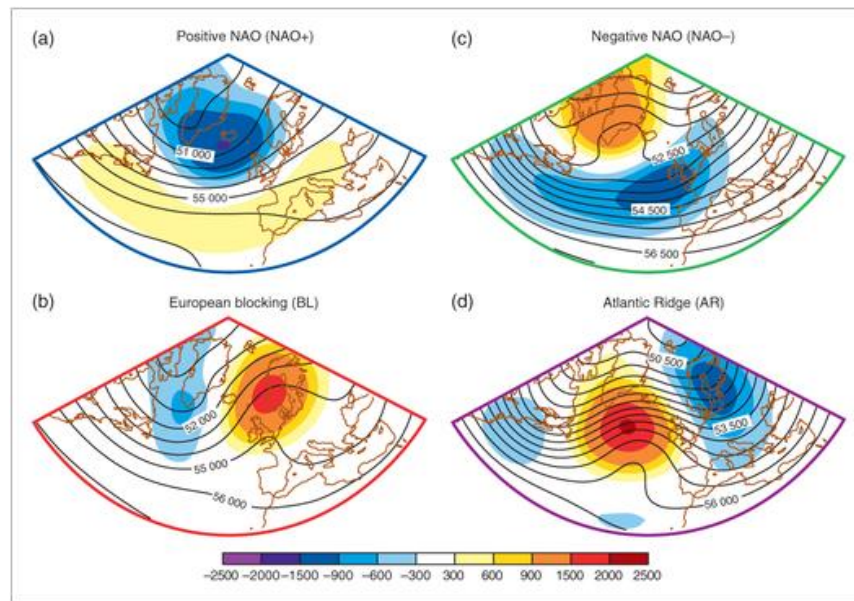 (a) Positive NAO (NAO+)
51 000
55 000
(c) Negative NAO (NAO–)
52 500
54 500
56 500
(b) European blocking (BL)
52 000
55 000
56 000
(d) Atlantic Ridge (AR)
50 500
53 500
56 000
–2500 –2000 –1500 –900 –600 –300 300 600 900 1500 2000 2500